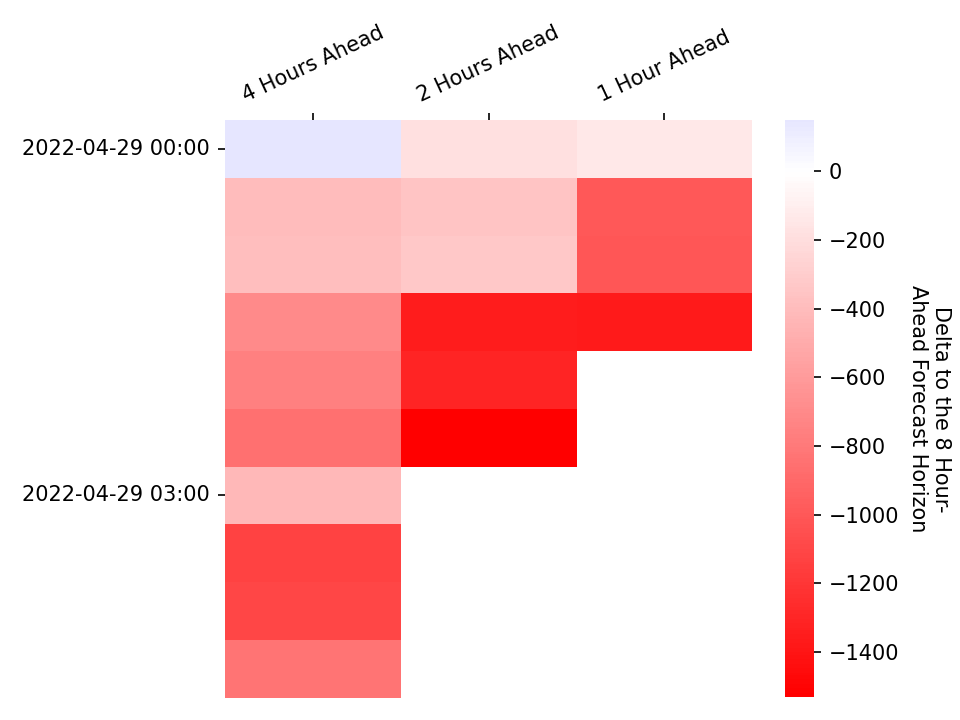 4 Hours Ahead
2 Hours Ahead
1 Hour Ahead
2022-04-29 00:00
2022-04-29 03:00
0
−200
−400
−600
−800
−1000
−1200
−1400
Delta to the 8 Hour-
Ahead Forecast Horizon